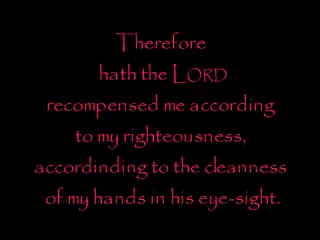 Therefore
hath the LORD
recompensed me according
to my righteousness,
accordinding to the cleanness
of my hands in his eye-sight.